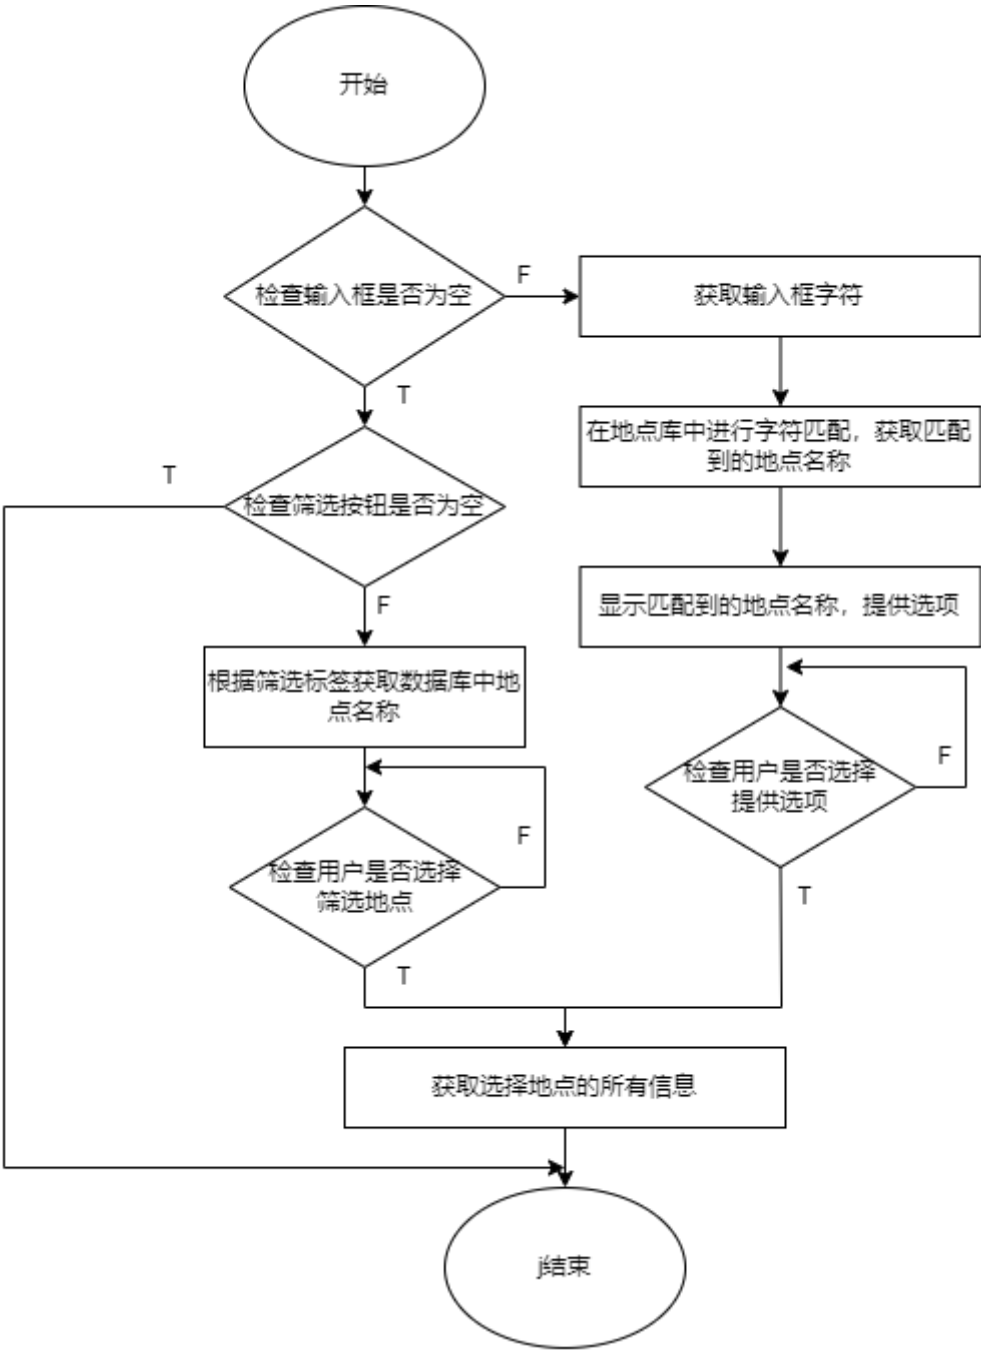 开始
检查输入框是否为空
F
获取输入框字符
T
在地点库中进行字符匹配，获取匹配
到的地点名称
T
检查筛选按钮是否为空
F
显示匹配到的地点名称，提供选项
根据筛选标签获取数据库中地
点名称
检查用户是否选择
提供选项
F
F
检查用户是否选择
筛选地点
T
T
获取选择地点的所有信息
j结束